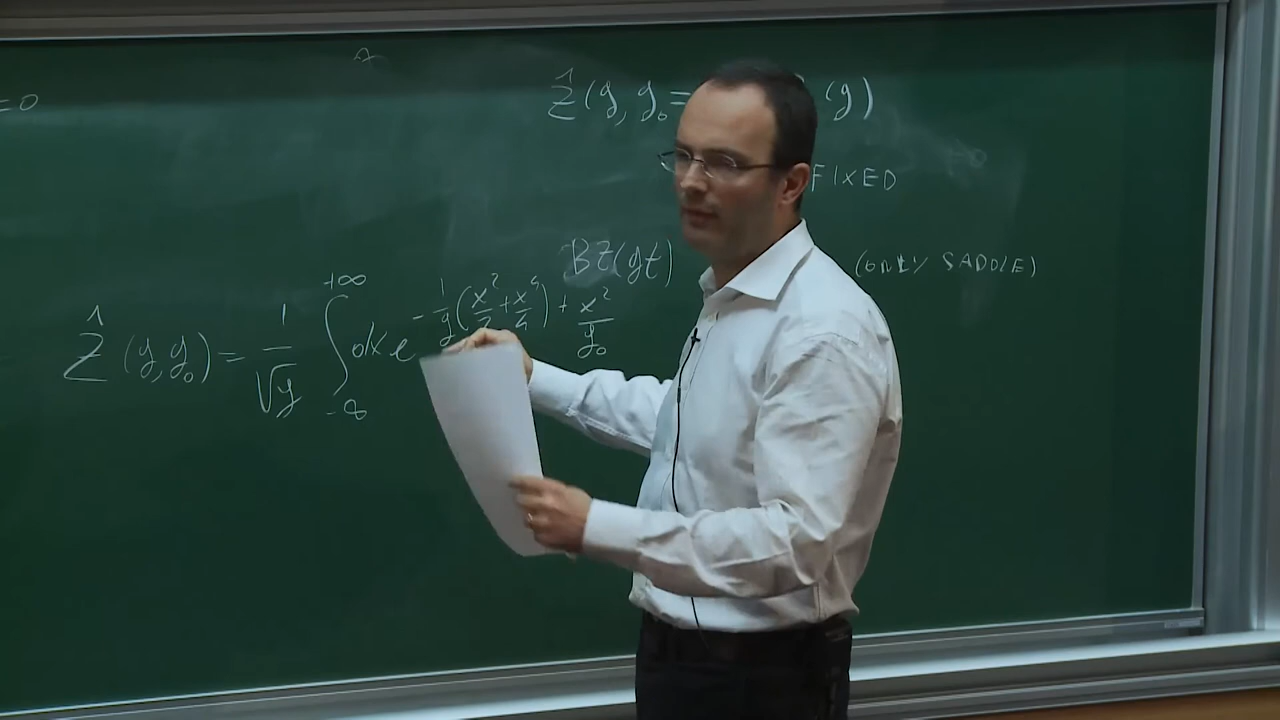 =0
Ẑ(g, g₀= (g)
FIXED
BZ(gt) (ONLY SADDLE)
Ẑ(g,g₀) = 1/√g ∫_{-∞}^{+∞} dx e^{-1/g(x²/2+x⁴/4)+x²/g₀}